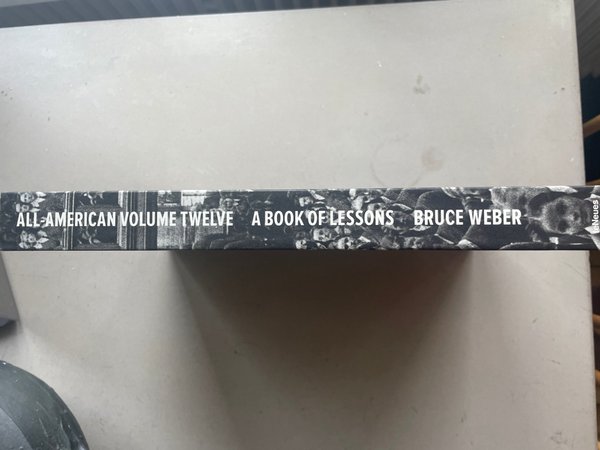 ALL-AMERICAN VOLUME TWELVE A BOOK OF LESSONS BRUCE WEBER
teNeues